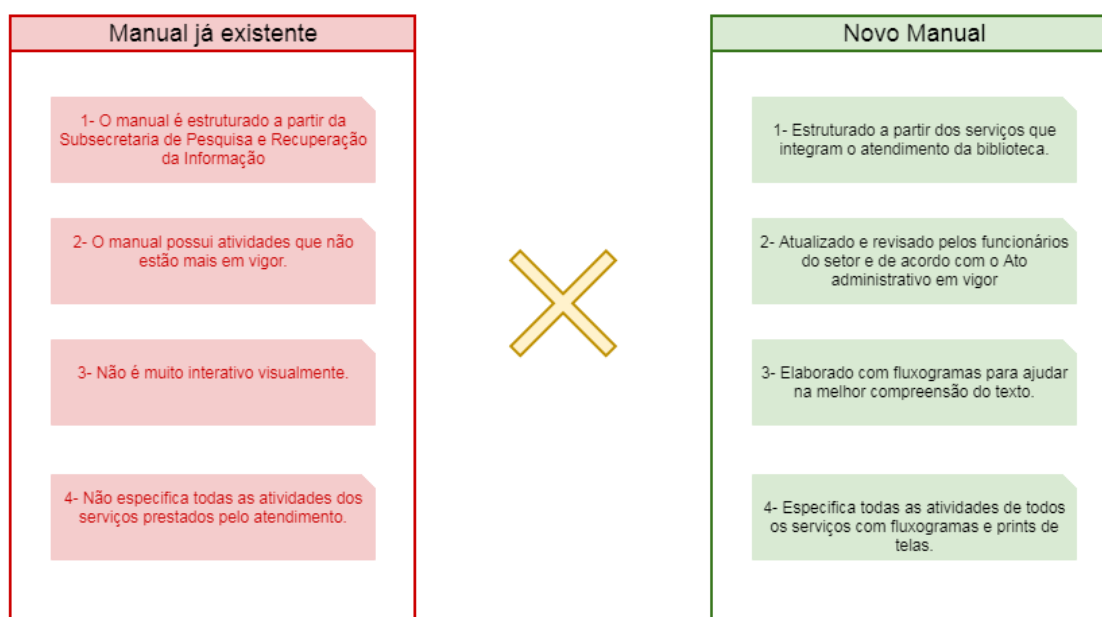 Manual já existente
1- O manual é estruturado a partir da
Subsecretaria de Pesquisa e Recuperação
da Informação
2- O manual possui atividades que não
estão mais em vigor.
3- Não é muito interativo visualmente.
4- Não especifica todas as atividades dos
serviços prestados pelo atendimento.
Novo Manual
1- Estruturado a partir dos serviços que
integram o atendimento da biblioteca.
2- Atualizado e revisado pelos funcionários
do setor e de acordo com o Ato
administrativo em vigor
3- Elaborado com fluxogramas para ajudar
na melhor compreensão do texto.
4- Especifica todas as atividades de todos
os serviços com fluxogramas e prints de
telas.